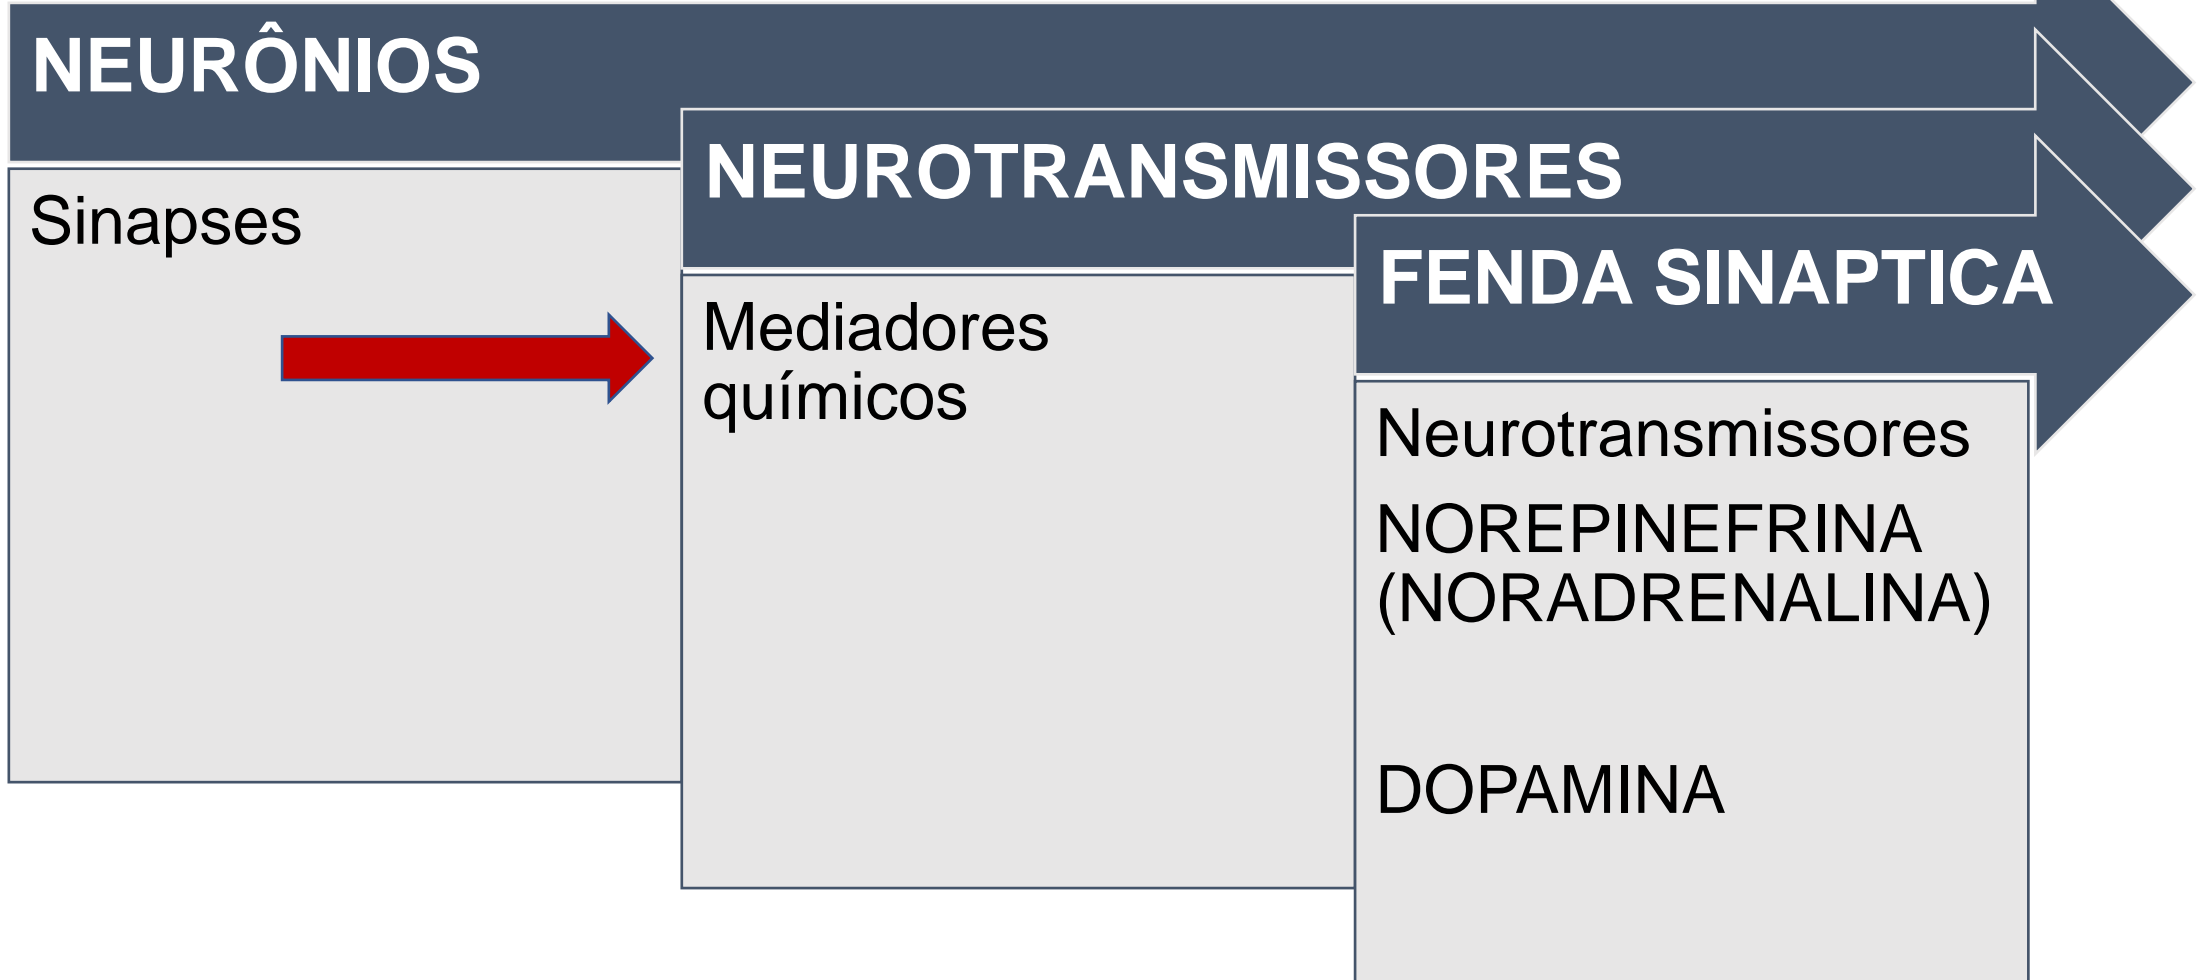 NEURÔNIOS
Sinapses
NEUROTRANSMISSORES
Mediadores
químicos
FENDA SINAPTICA
Neurotransmissores
NOREPINEFRINA
(NORADRENALINA)
DOPAMINA